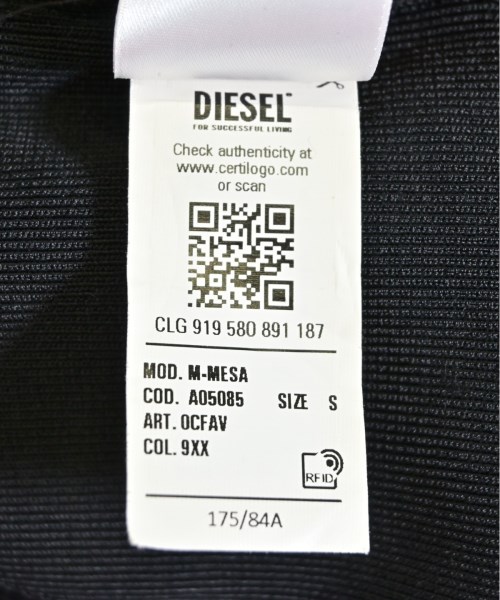 DIESEL
FOR SUCCESSFUL LIVING
Check authenticity at
www.certilogo.com
or scan
CLG 919 580 891 187
MOD. M-MESA
COD. A05085 SIZE S
ART. 0CFAV
COL. 9XX
RFID
175/84A